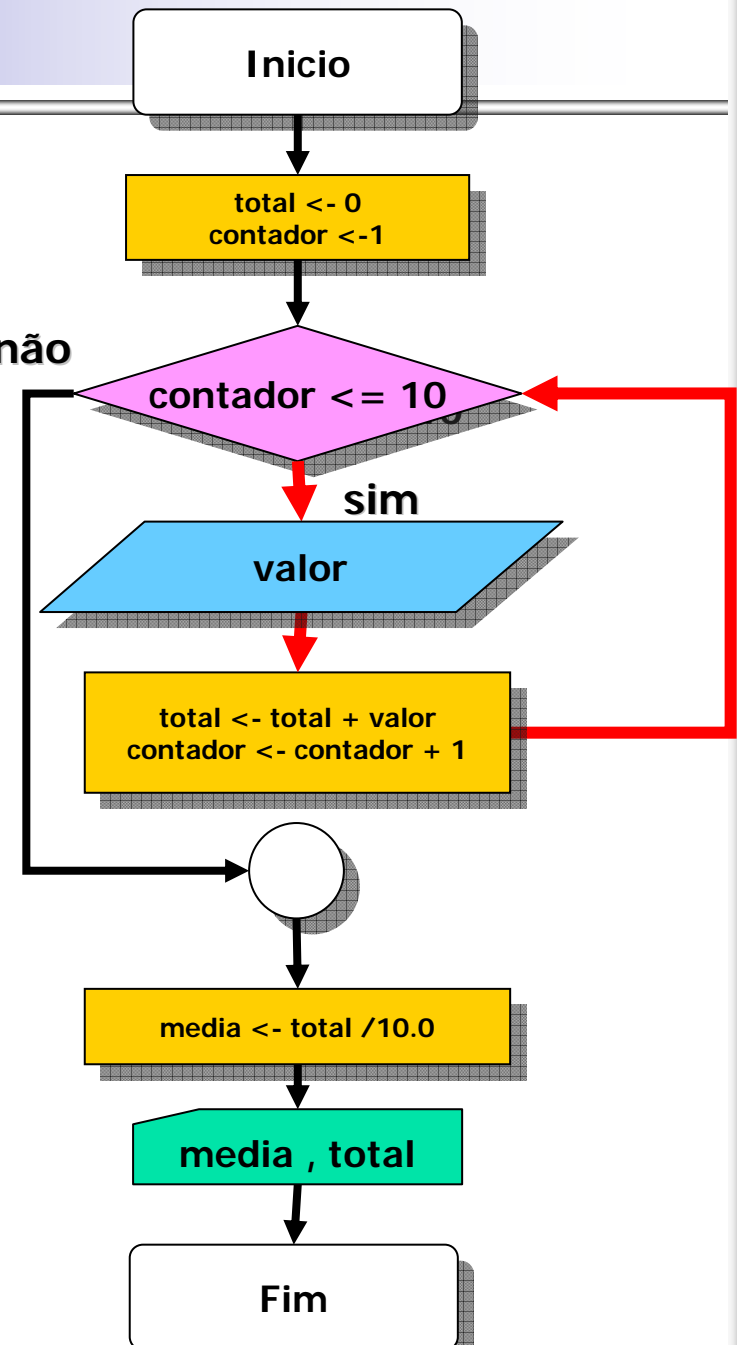 Inicio
total <- 0
contador <-1
não
contador <= 10
sim
valor
total <- total + valor
contador <- contador + 1
media <- total /10.0
media , total
Fim